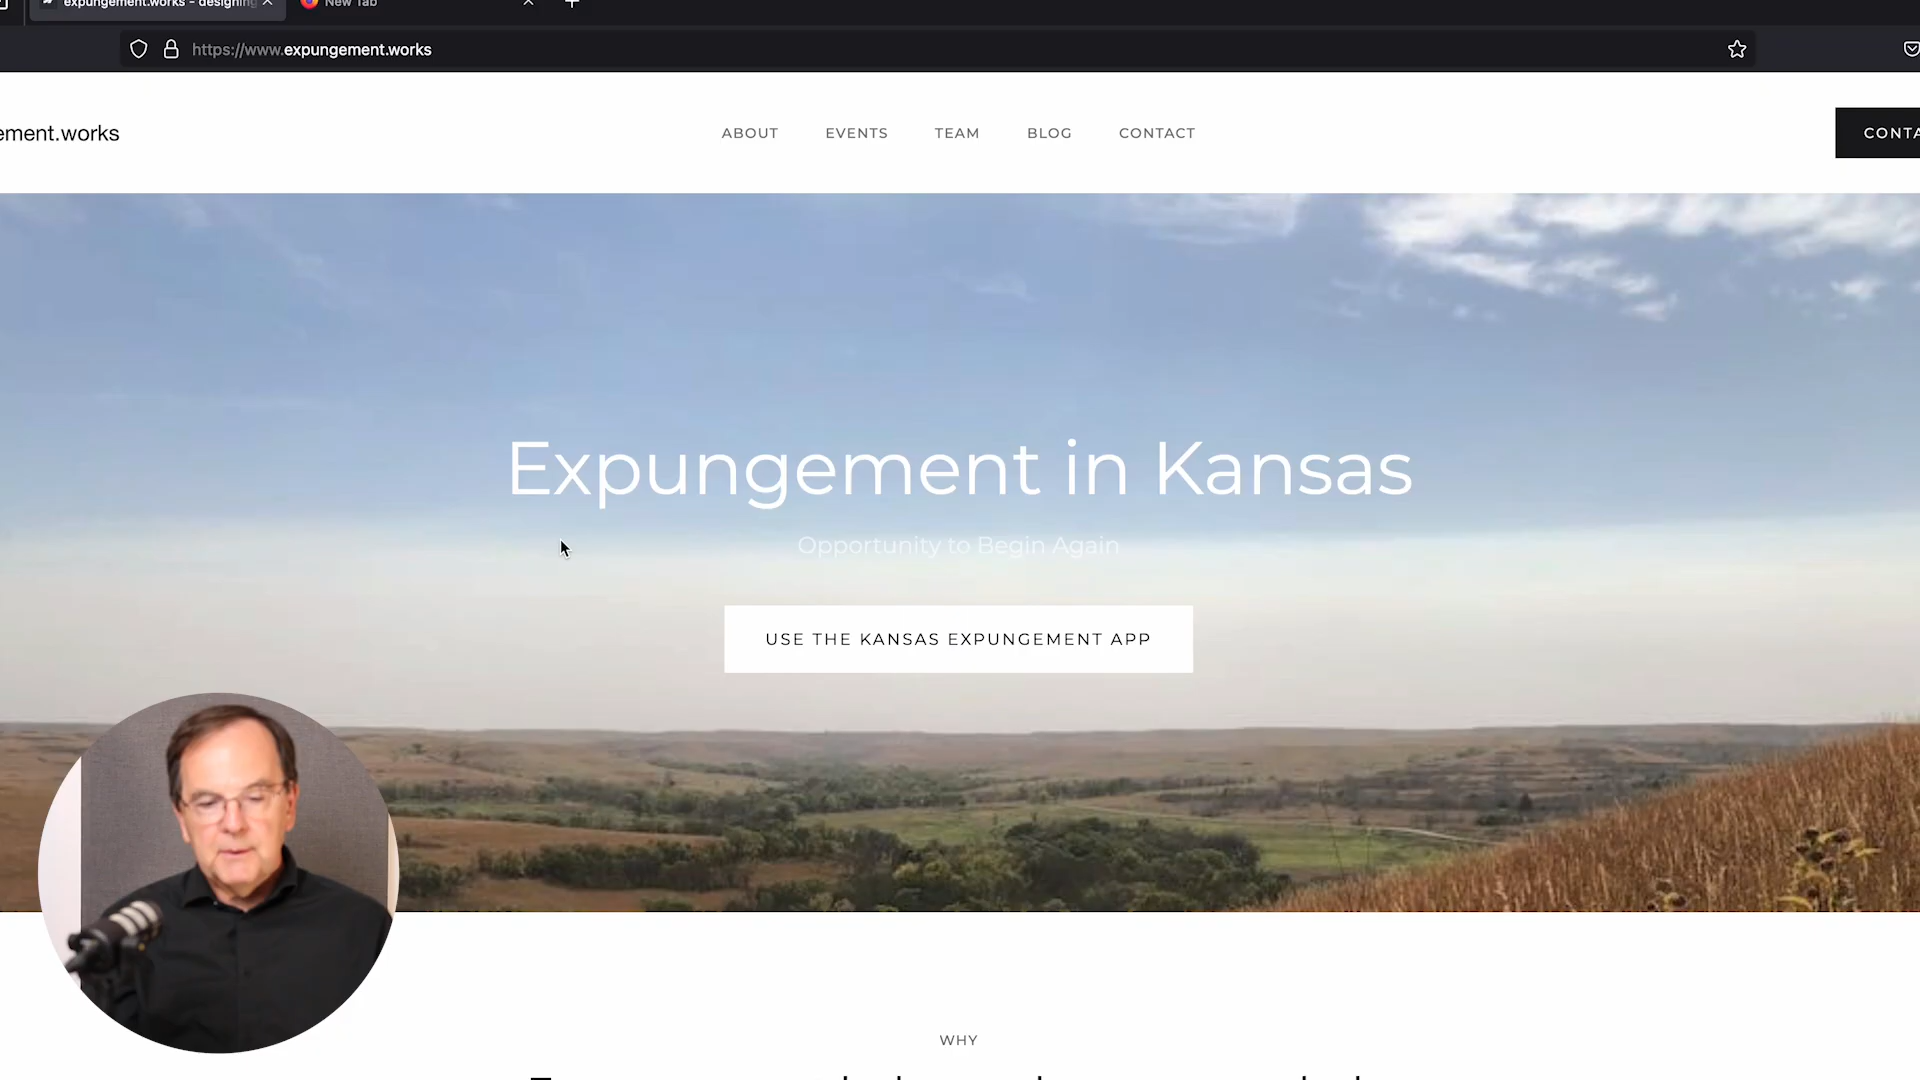 expungement.works - designing
New Tab
https://www.expungement.works
ement.works
ABOUT
EVENTS
TEAM
BLOG
CONTACT
CONTA
Expungement in Kansas
Opportunity to Begin Again
USE THE KANSAS EXPUNGEMENT APP
WHY